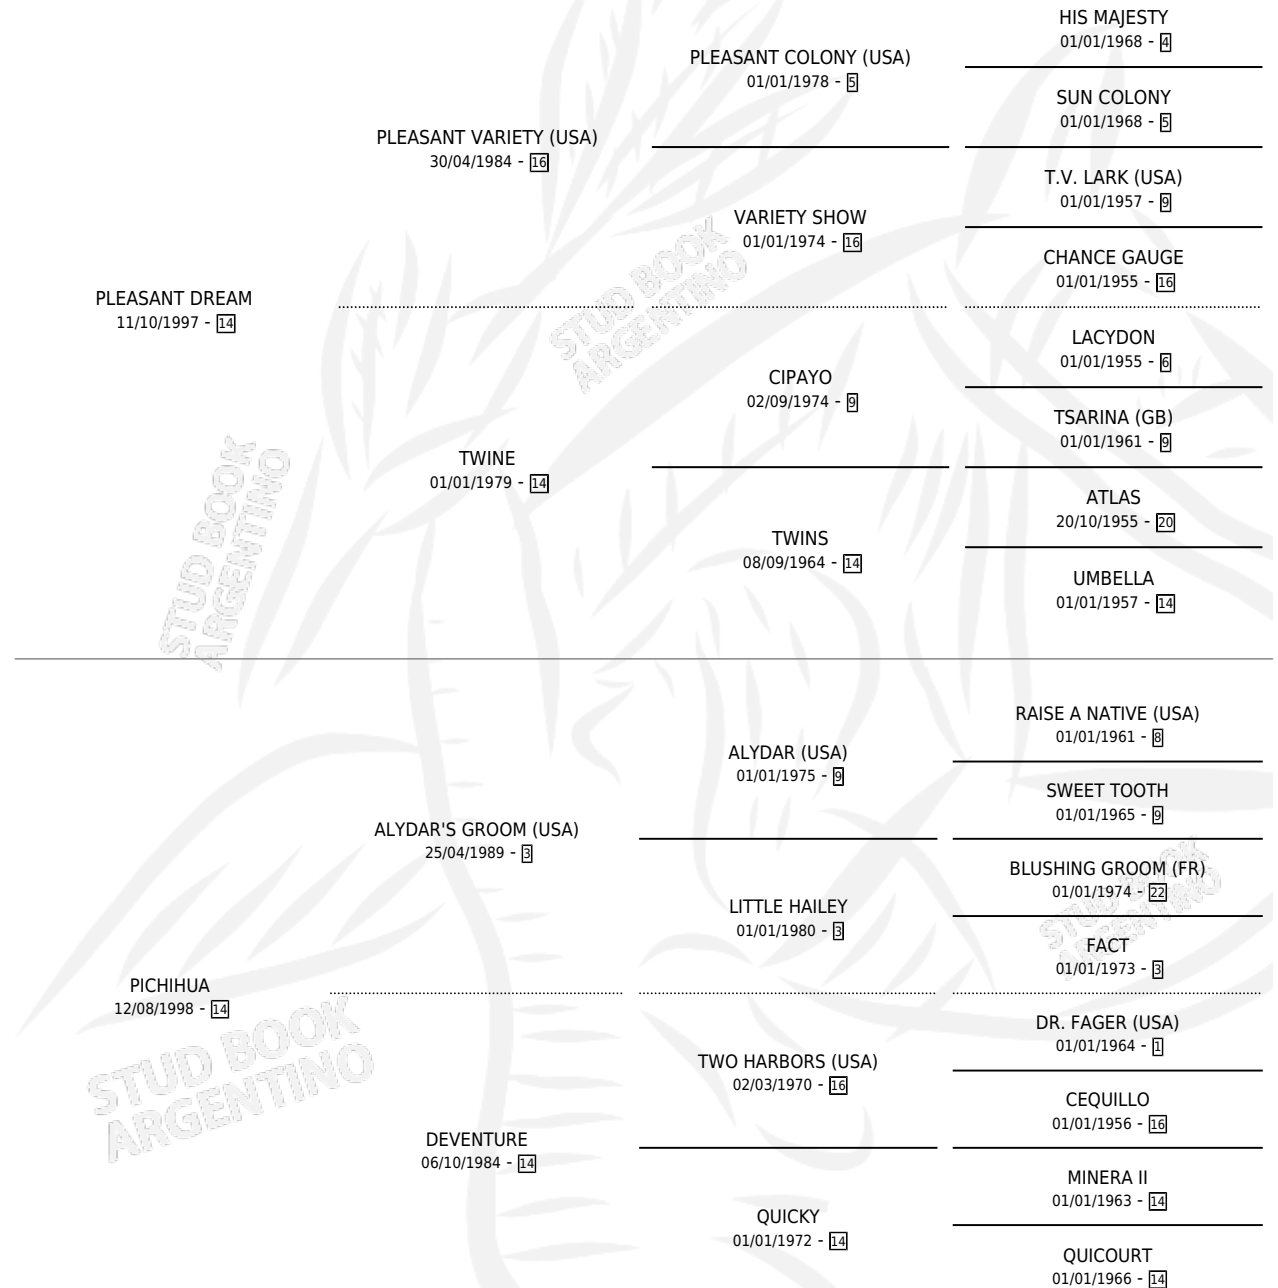 HIS MAJESTY
01/01/1968 - 4
PLEASANT COLONY (USA)
01/01/1978 - 5
SUN COLONY
01/01/1968 - 5
PLEASANT VARIETY (USA)
30/04/1984 - 16
T.V. LARK (USA)
01/01/1957 - 9
VARIETY SHOW
01/01/1974 - 16
CHANCE GAUGE
01/01/1955 - 16
PLEASANT DREAM
11/10/1997 - 14
STUD BOOK
ARGENTINO
LACYDON
01/01/1955 - 6
CIPAYO
02/09/1974 - 9
TSARINA (GB)
01/01/1961 - 9
TWINE
01/01/1979 - 14
ATLAS
20/10/1955 - 20
TWINS
08/09/1964 - 14
UMBELLA
01/01/1957 - 14
STUD BOOK
ARGENTINO
RAISE A NATIVE (USA)
01/01/1961 - 8
ALYDAR (USA)
01/01/1975 - 9
SWEET TOOTH
01/01/1965 - 9
ALYDAR'S GROOM (USA)
25/04/1989 - 3
BLUSHING GROOM (FR)
01/01/1974 - 22
LITTLE HAILEY
01/01/1980 - 3
FACT
01/01/1973 - 3
STUD BOOK
ARGENTINO
PICHIHUA
12/08/1998 - 14
STUD BOOK
ARGENTINO
DR. FAGER (USA)
01/01/1964 - 1
TWO HARBORS (USA)
02/03/1970 - 16
CEQUILLO
01/01/1956 - 16
DEVENTURE
06/10/1984 - 14
MINERA II
01/01/1963 - 14
QUICKY
01/01/1972 - 14
QUICOURT
01/01/1966 - 14